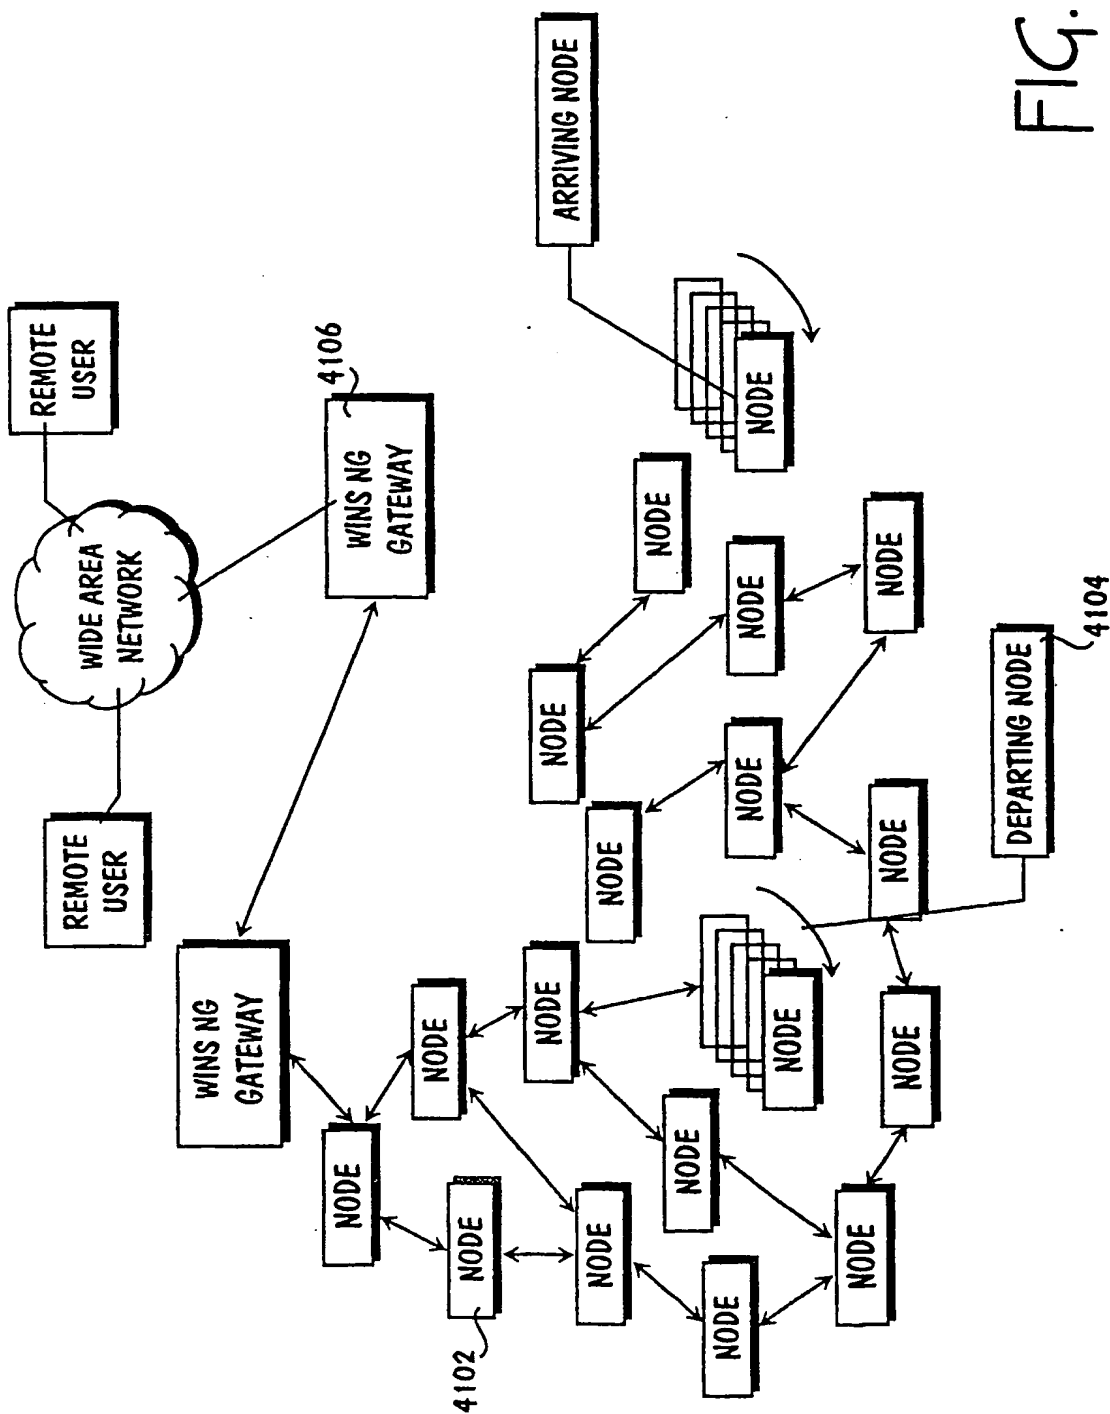 REMOTE
USER
WIDE AREA
NETWORK
REMOTE
USER
WINS NG
GATEWAY
4106
WINS NG
GATEWAY
NODE
NODE
4102
NODE
NODE
NODE
ARRIVING NODE
NODE
NODE
NODE
NODE
NODE
NODE
NODE
NODE
NODE
NODE
NODE
NODE
NODE
DEPARTING NODE
4104
FIG.